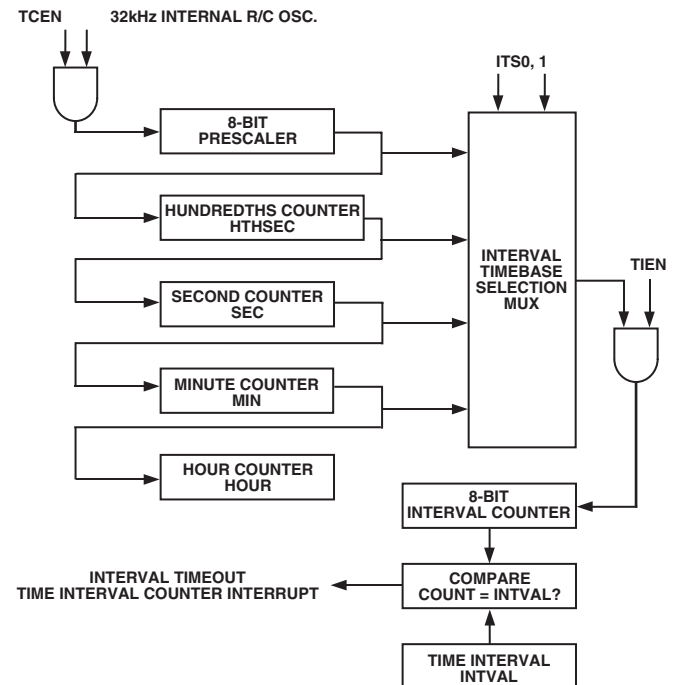 TCEN 32kHz INTERNAL R/C OSC.
ITS0, 1
8-BIT
PRESCALER
HUNDREDTHS COUNTER
HTHSEC
INTERVAL
TIMEBASE
SELECTION
MUX
TIEN
SECOND COUNTER
SEC
MINUTE COUNTER
MIN
HOUR COUNTER
HOUR
8-BIT
INTERVAL COUNTER
INTERVAL TIMEOUT
TIME INTERVAL COUNTER INTERRUPT
COMPARE
COUNT = INTVAL?
TIME INTERVAL
INTVAL